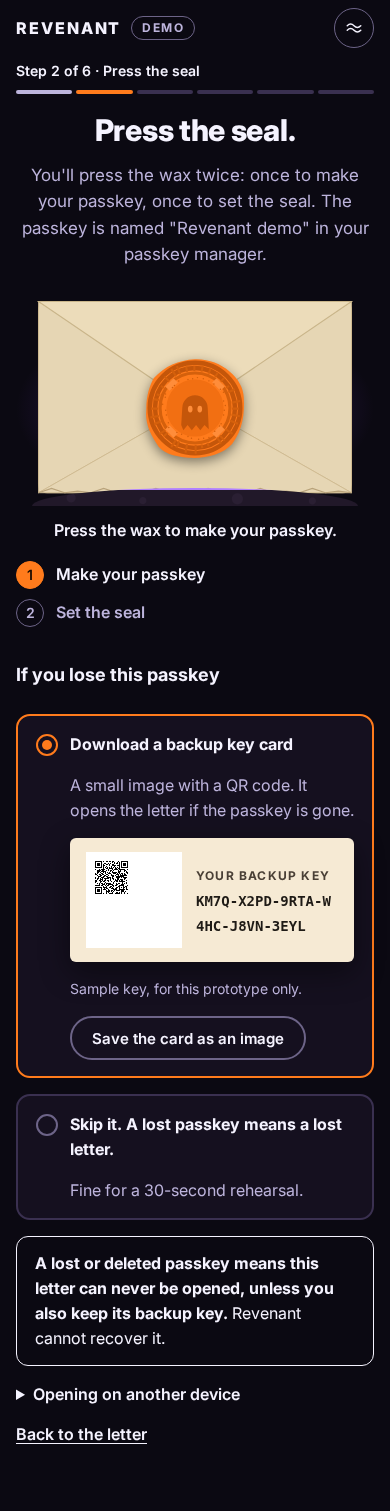 REVENANT DEMO
Step 2 of 6 · Press the seal
Press the seal.
You'll press the wax twice: once to make
your passkey, once to set the seal. The
passkey is named "Revenant demo" in your
passkey manager.
Press the wax to make your passkey.
1 Make your passkey
2 Set the seal
If you lose this passkey
Download a backup key card
A small image with a QR code. It
opens the letter if the passkey is gone.
YOUR BACKUP KEY
KM7Q-X2PD-9RTA-W
4HC-J8VN-3EYL
Sample key, for this prototype only.
Save the card as an image
Skip it. A lost passkey means a lost
letter.
Fine for a 30-second rehearsal.
A lost or deleted passkey means this
letter can never be opened, unless you
also keep its backup key. Revenant
cannot recover it.
Opening on another device
Back to the letter